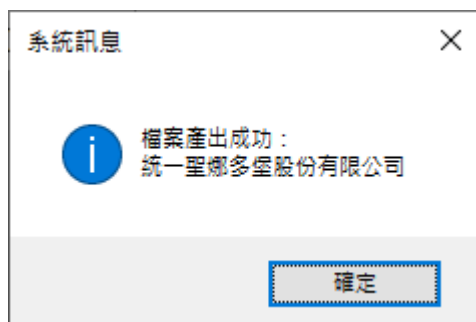 系統訊息
檔案產出成功：
統一聖娜多堡股份有限公司
確定